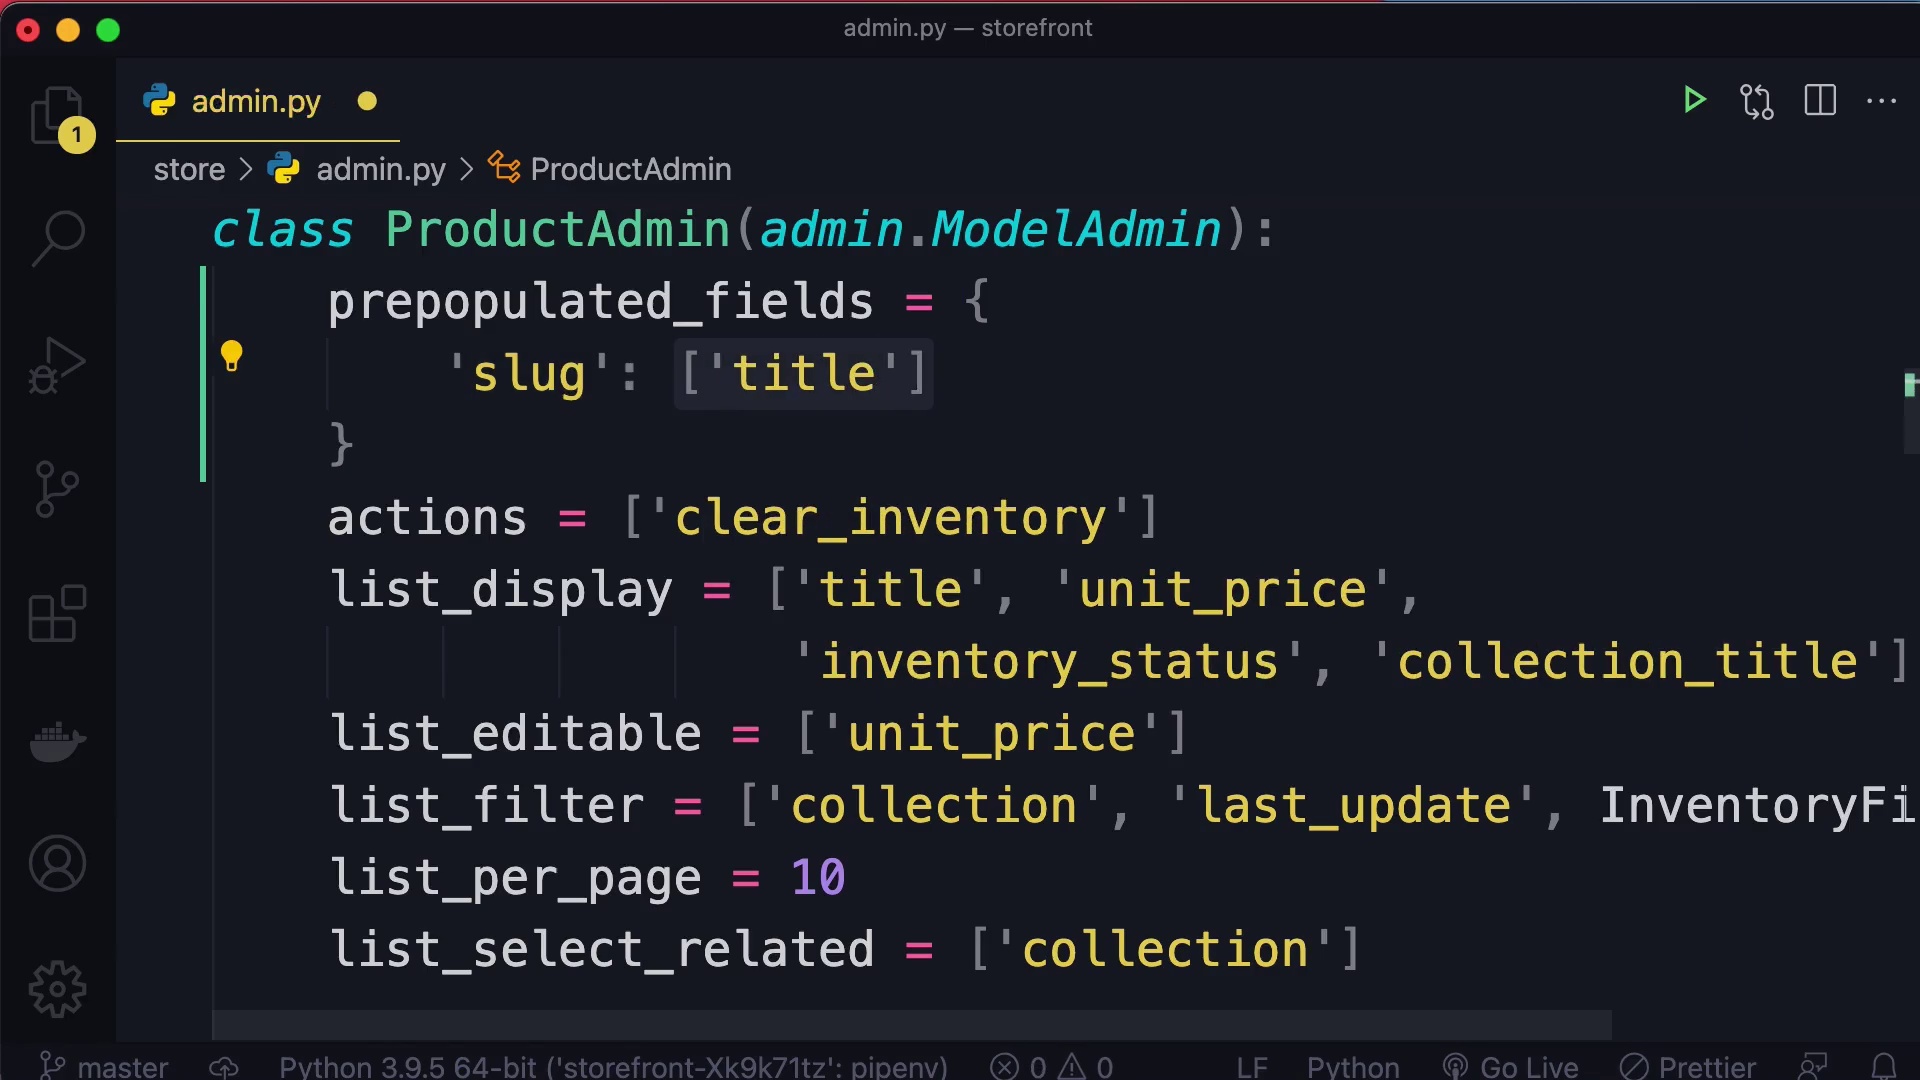 admin.py — storefront
admin.py
1
store > admin.py > ProductAdmin
class ProductAdmin(admin.ModelAdmin):
prepopulated_fields = {
'slug': ['title']
}
actions = ['clear_inventory']
list_display = ['title', 'unit_price',
'inventory_status', 'collection_title']
list_editable = ['unit_price']
list_filter = ['collection', 'last_update', InventoryFi
list_per_page = 10
list_select_related = ['collection']
master Python 3.9.5 64-bit ('storefront-Xk9k71tz': pipenv) 0 0 LF Python Go Live Prettier